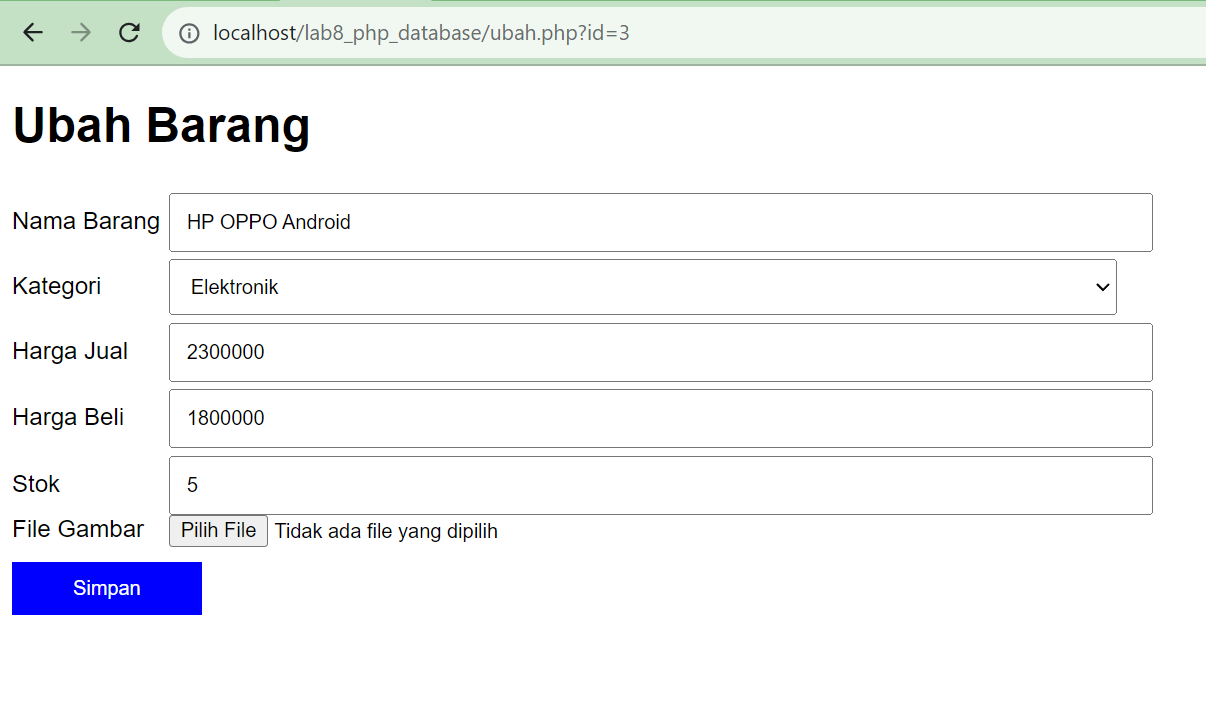 localhost/lab8_php_database/ubah.php?id=3
Ubah Barang
Nama Barang HP OPPO Android
Kategori Elektronik
Harga Jual 2300000
Harga Beli 1800000
Stok 5
File Gambar Pilih File Tidak ada file yang dipilih
Simpan